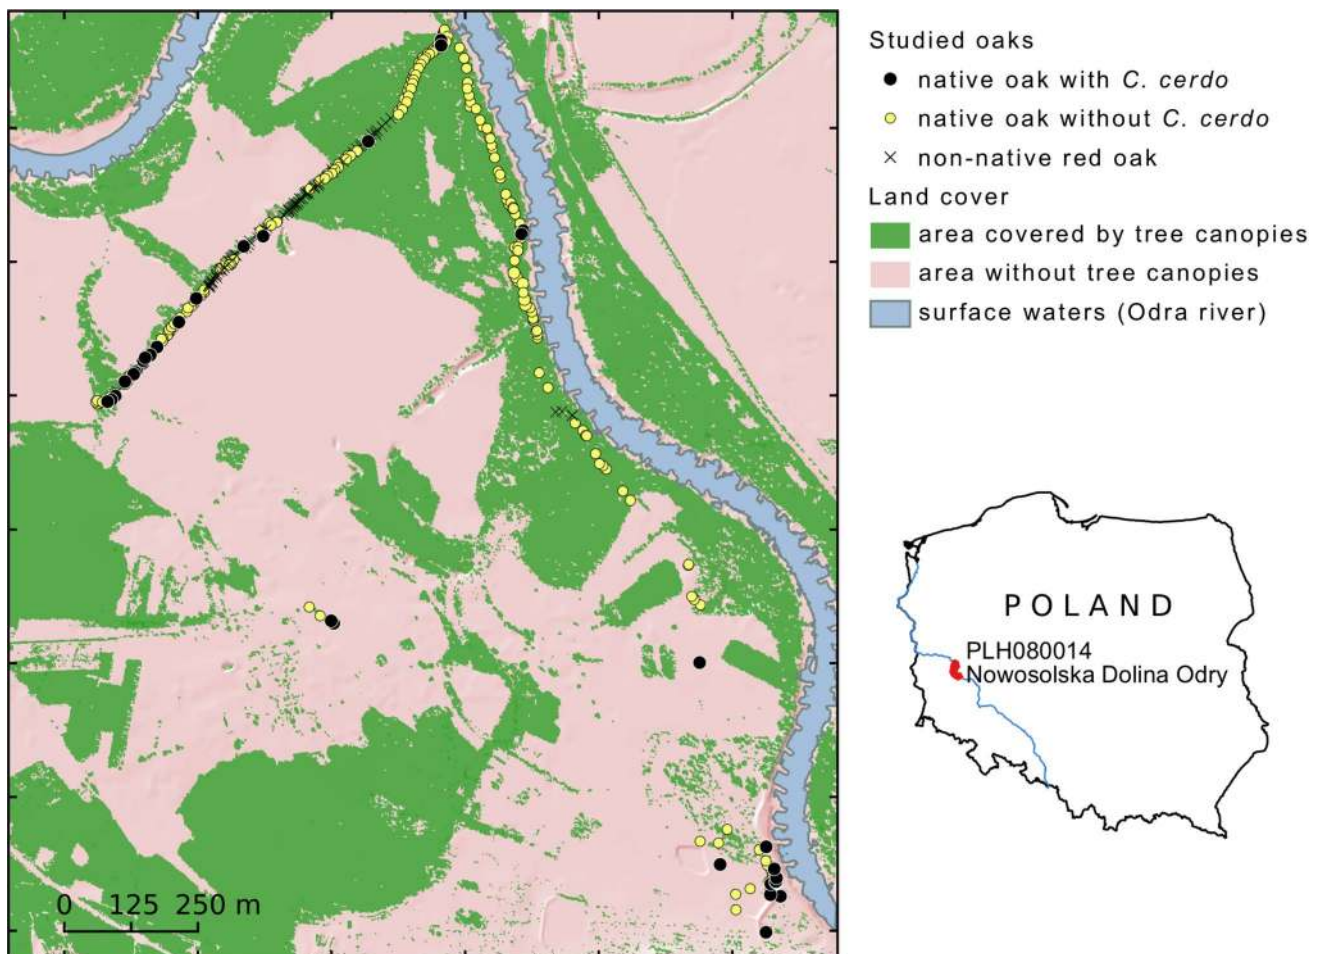 Studied oaks
native oak with C. cerdo
native oak without C. cerdo
non-native red oak
Land cover
area covered by tree canopies
area without tree canopies
surface waters (Odra river)
POLAND
PLH080014
Nowosolska Dolina Odry
0 125 250 m